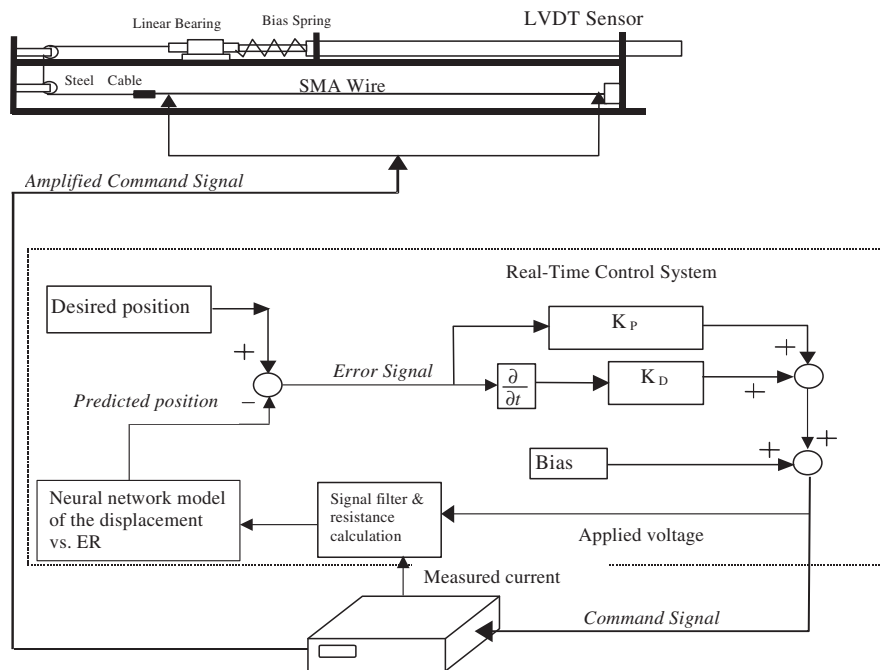 LVDT Sensor
Linear Bearing
Bias Spring
Steel Cable
SMA Wire
Amplified Command Signal
Real-Time Control System
Desired position
K P
+
+
Error Signal
∂
∂t
K D
+
Predicted position
−
+
+
Bias
Neural network model
of the displacement
vs. ER
Signal filter &
resistance
calculation
Applied voltage
Measured current
Command Signal